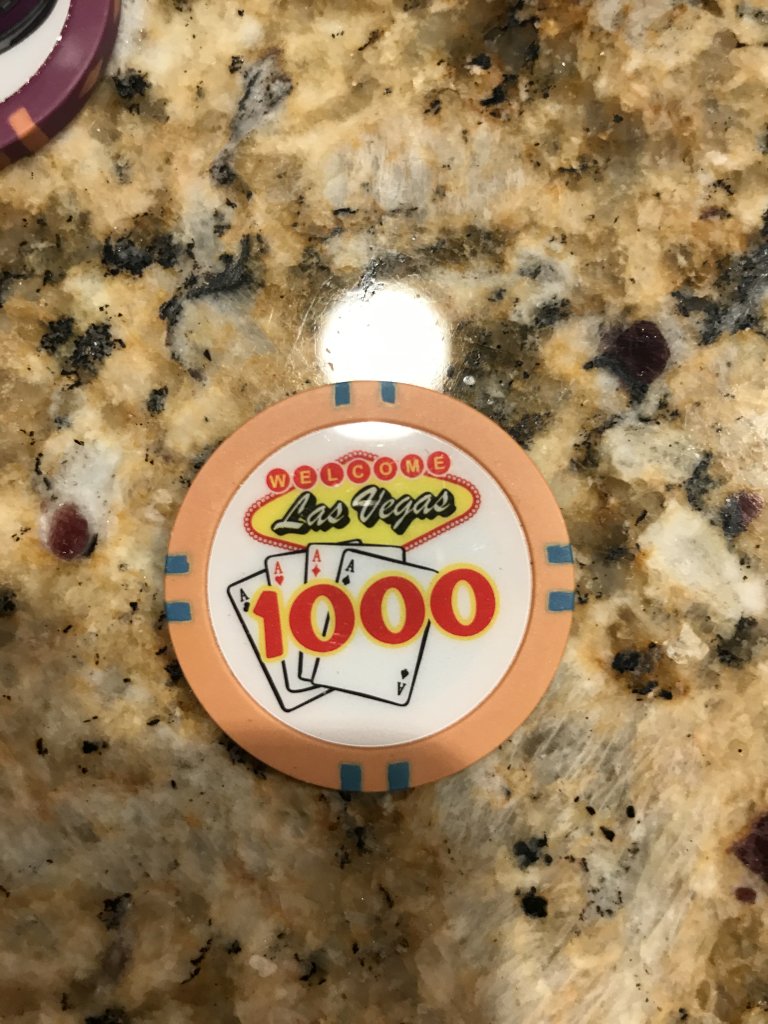 WELCOME
Las Vegas
A A A A
1000
A